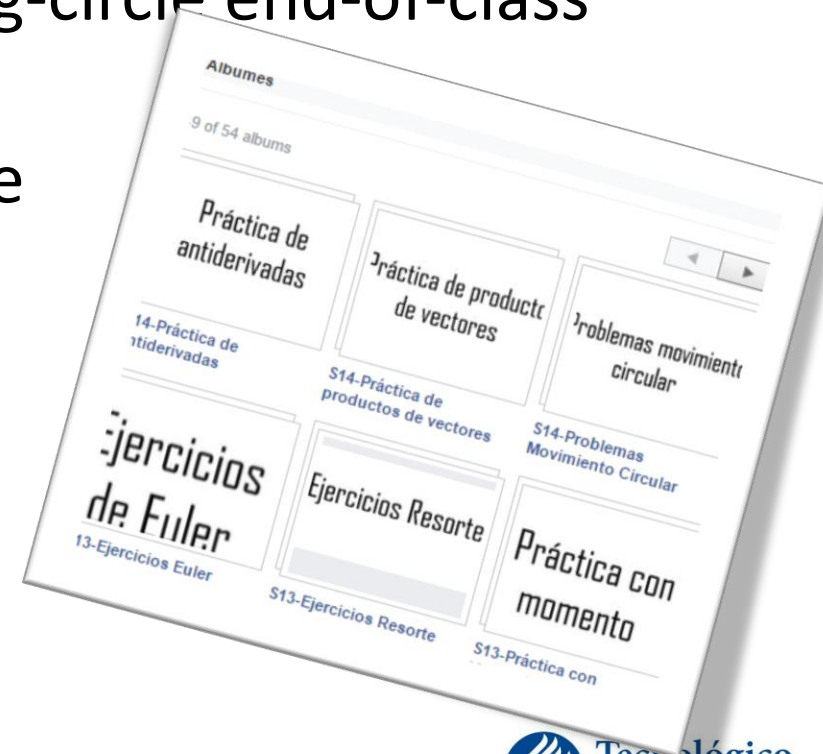 g-circle end-of-class
e
Albumes
9 of 54 albums
Práctica de
antiderivadas
14-Práctica de
ntiderivadas
Práctica de producto
de vectores
S14-Práctica de
productos de vectores
Problemas movimiento
circular
S14-Problemas
Movimiento Circular
Ejercicios
de Euler
13-Ejercicios Euler
Ejercicios Resorte
S13-Ejercicios Resorte
Práctica con
momento
S13-Práctica con
Tecnológico